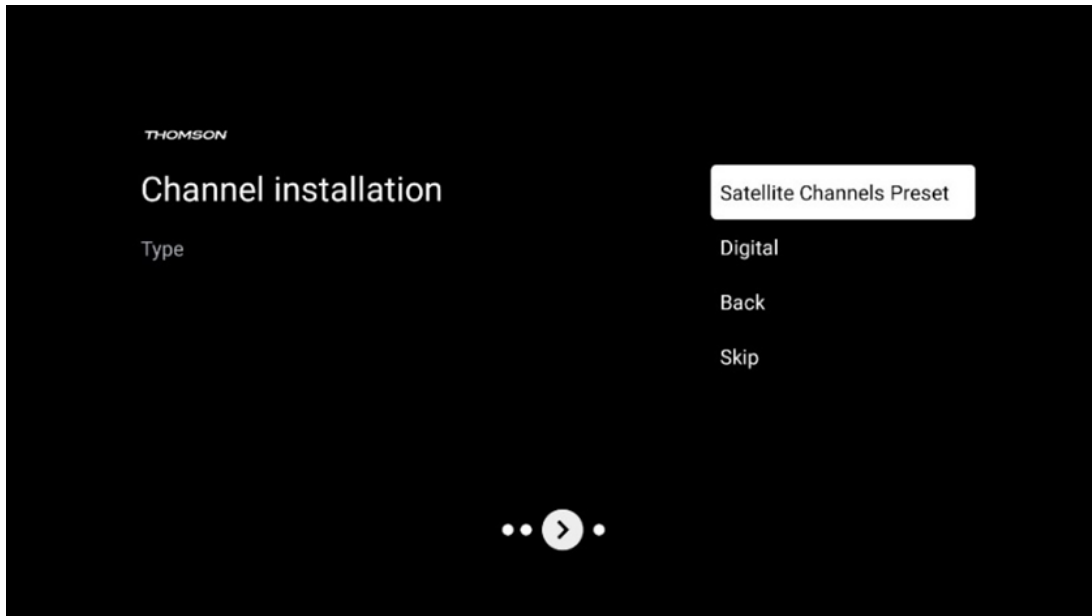 THOMSON
Channel installation
Type
Satellite Channels Preset
Digital
Back
Skip